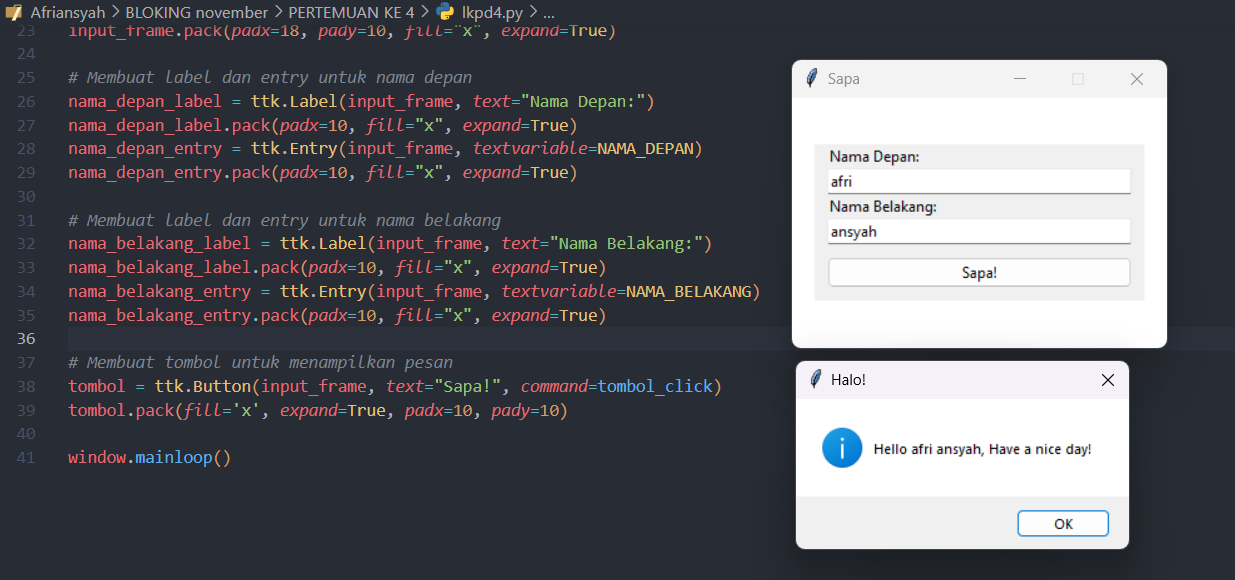 Afriansyah > BLOKING november > PERTEMUAN KE 4 > lkpd4.py > ...
23 input_frame.pack(padx=18, pady=10, fill="x", expand=True)
24
25 # Membuat label dan entry untuk nama depan
26 nama_depan_label = ttk.Label(input_frame, text="Nama Depan:")
27 nama_depan_label.pack(padx=10, fill="x", expand=True)
28 nama_depan_entry = ttk.Entry(input_frame, textvariable=NAMA_DEPAN)
29 nama_depan_entry.pack(padx=10, fill="x", expand=True)
30
31 # Membuat label dan entry untuk nama belakang
32 nama_belakang_label = ttk.Label(input_frame, text="Nama Belakang:")
33 nama_belakang_label.pack(padx=10, fill="x", expand=True)
34 nama_belakang_entry = ttk.Entry(input_frame, textvariable=NAMA_BELAKANG)
35 nama_belakang_entry.pack(padx=10, fill="x", expand=True)
36
37 # Membuat tombol untuk menampilkan pesan
38 tombol = ttk.Button(input_frame, text="Sapa!", command=tombol_click)
39 tombol.pack(fill='x', expand=True, padx=10, pady=10)
40
41 window.mainloop()
Sapa
Nama Depan:
afri
Nama Belakang:
ansyah
Sapa!
Halo!
Hello afri ansyah, Have a nice day!
OK